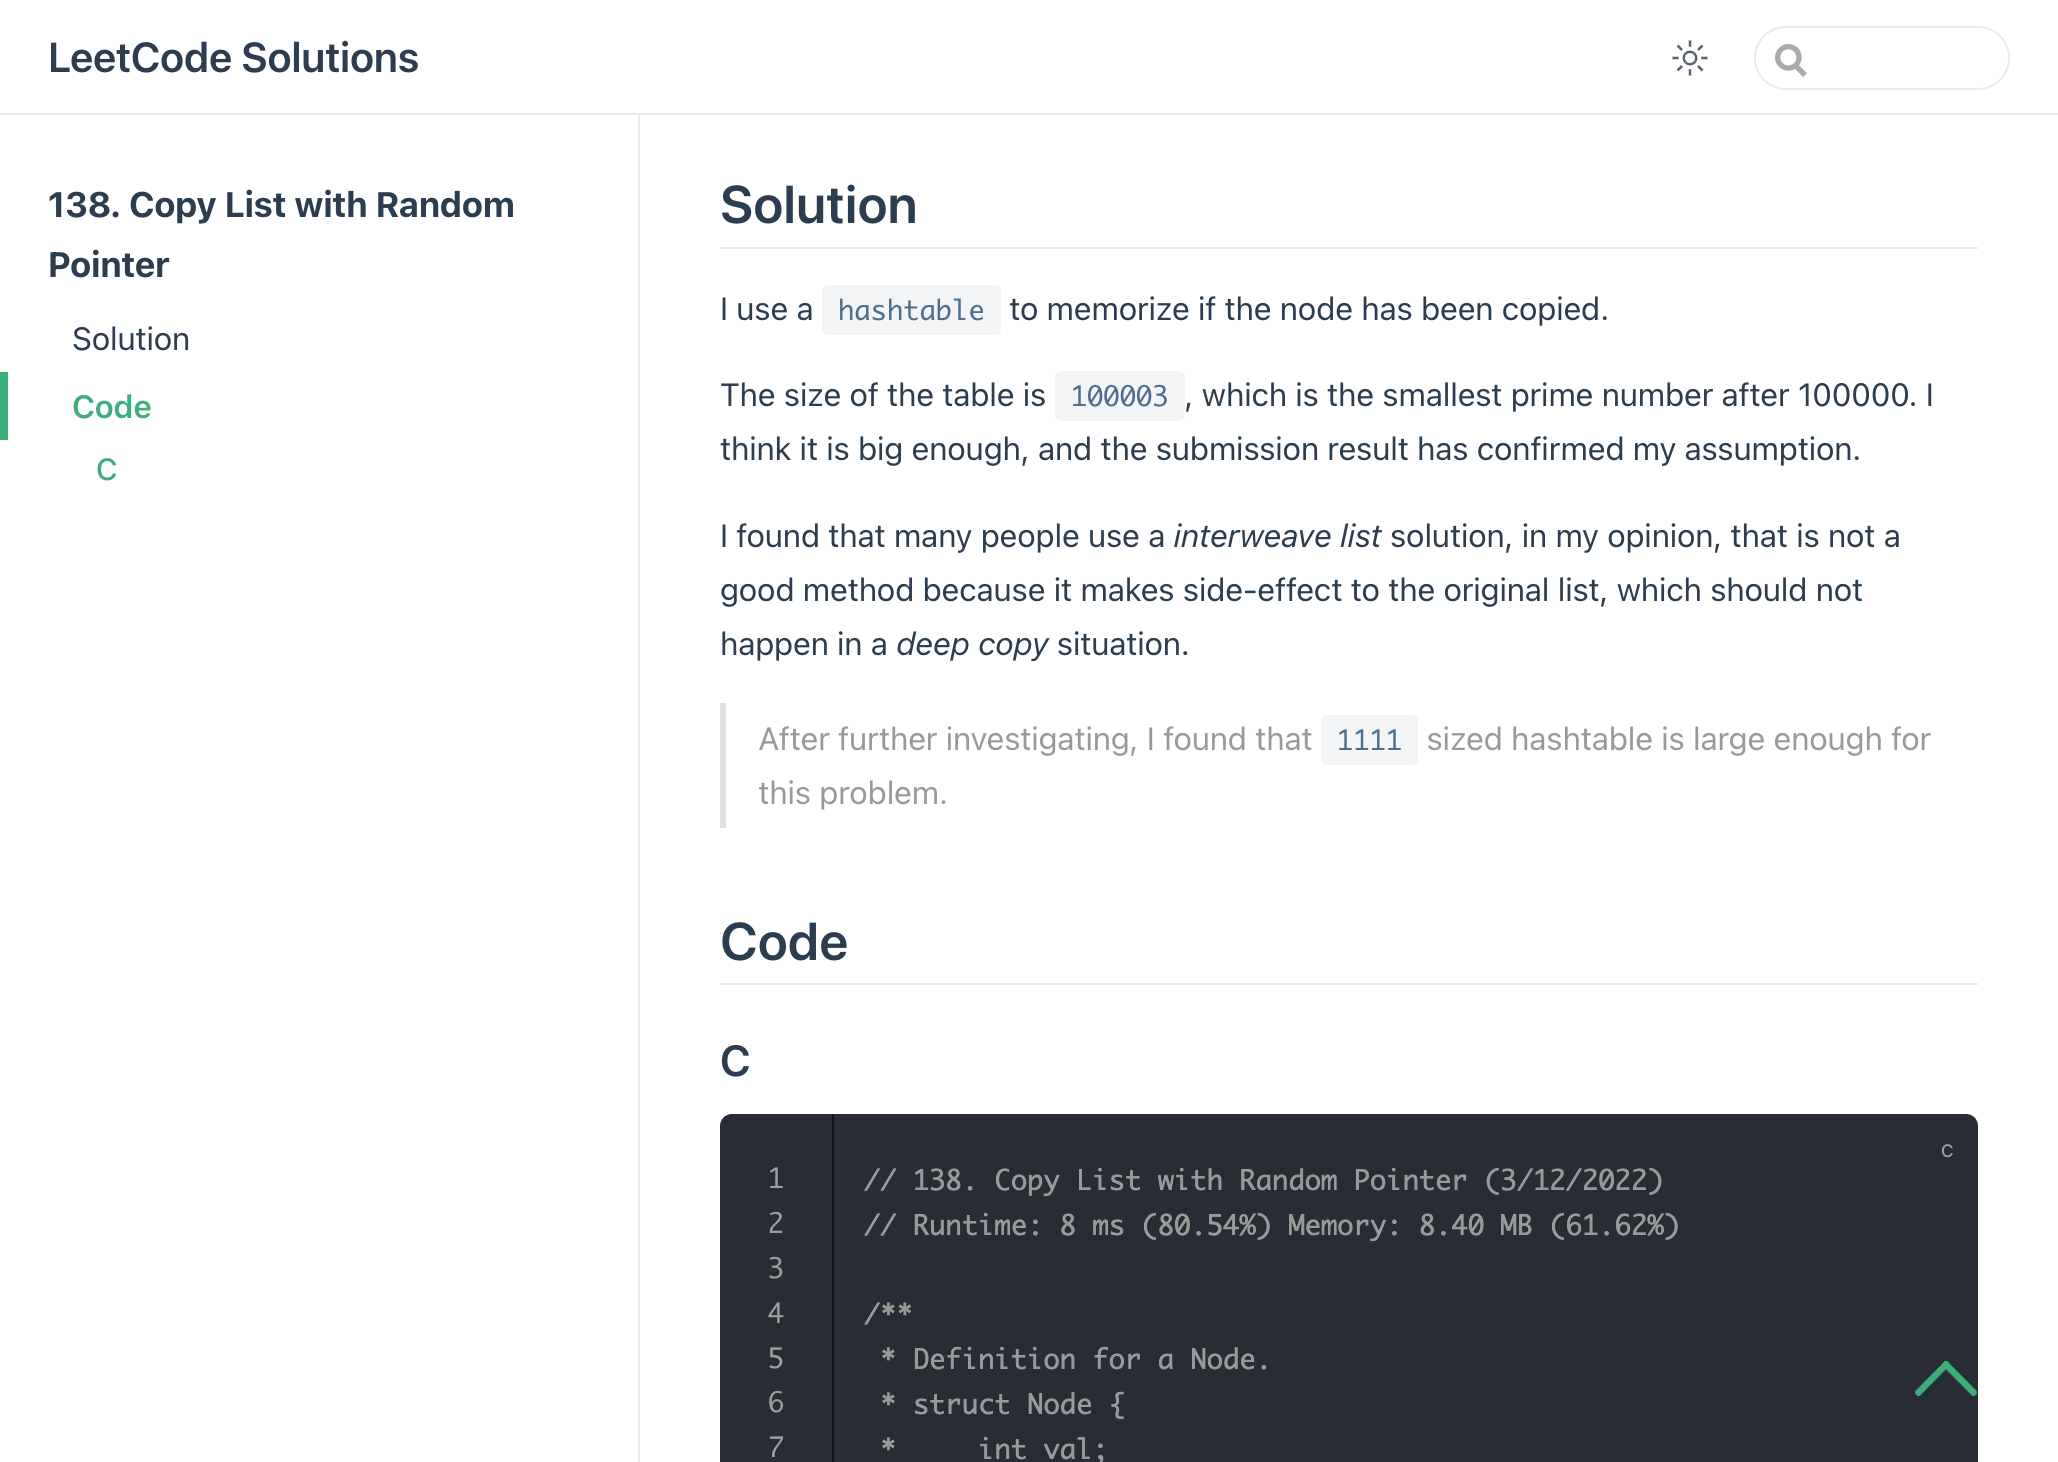 LeetCode Solutions
138. Copy List with Random
Pointer
Solution
Code
C
Solution
I use a hashtable to memorize if the node has been copied.
The size of the table is 100003, which is the smallest prime number after 100000. I
think it is big enough, and the submission result has confirmed my assumption.
I found that many people use a interweave list solution, in my opinion, that is not a
good method because it makes side-effect to the original list, which should not
happen in a deep copy situation.
After further investigating, I found that 1111 sized hashtable is large enough for
this problem.
Code
C
c
1 // 138. Copy List with Random Pointer (3/12/2022)
2 // Runtime: 8 ms (80.54%) Memory: 8.40 MB (61.62%)
3
4 /**
5  * Definition for a Node.
6  * struct Node {
7  *     int val;